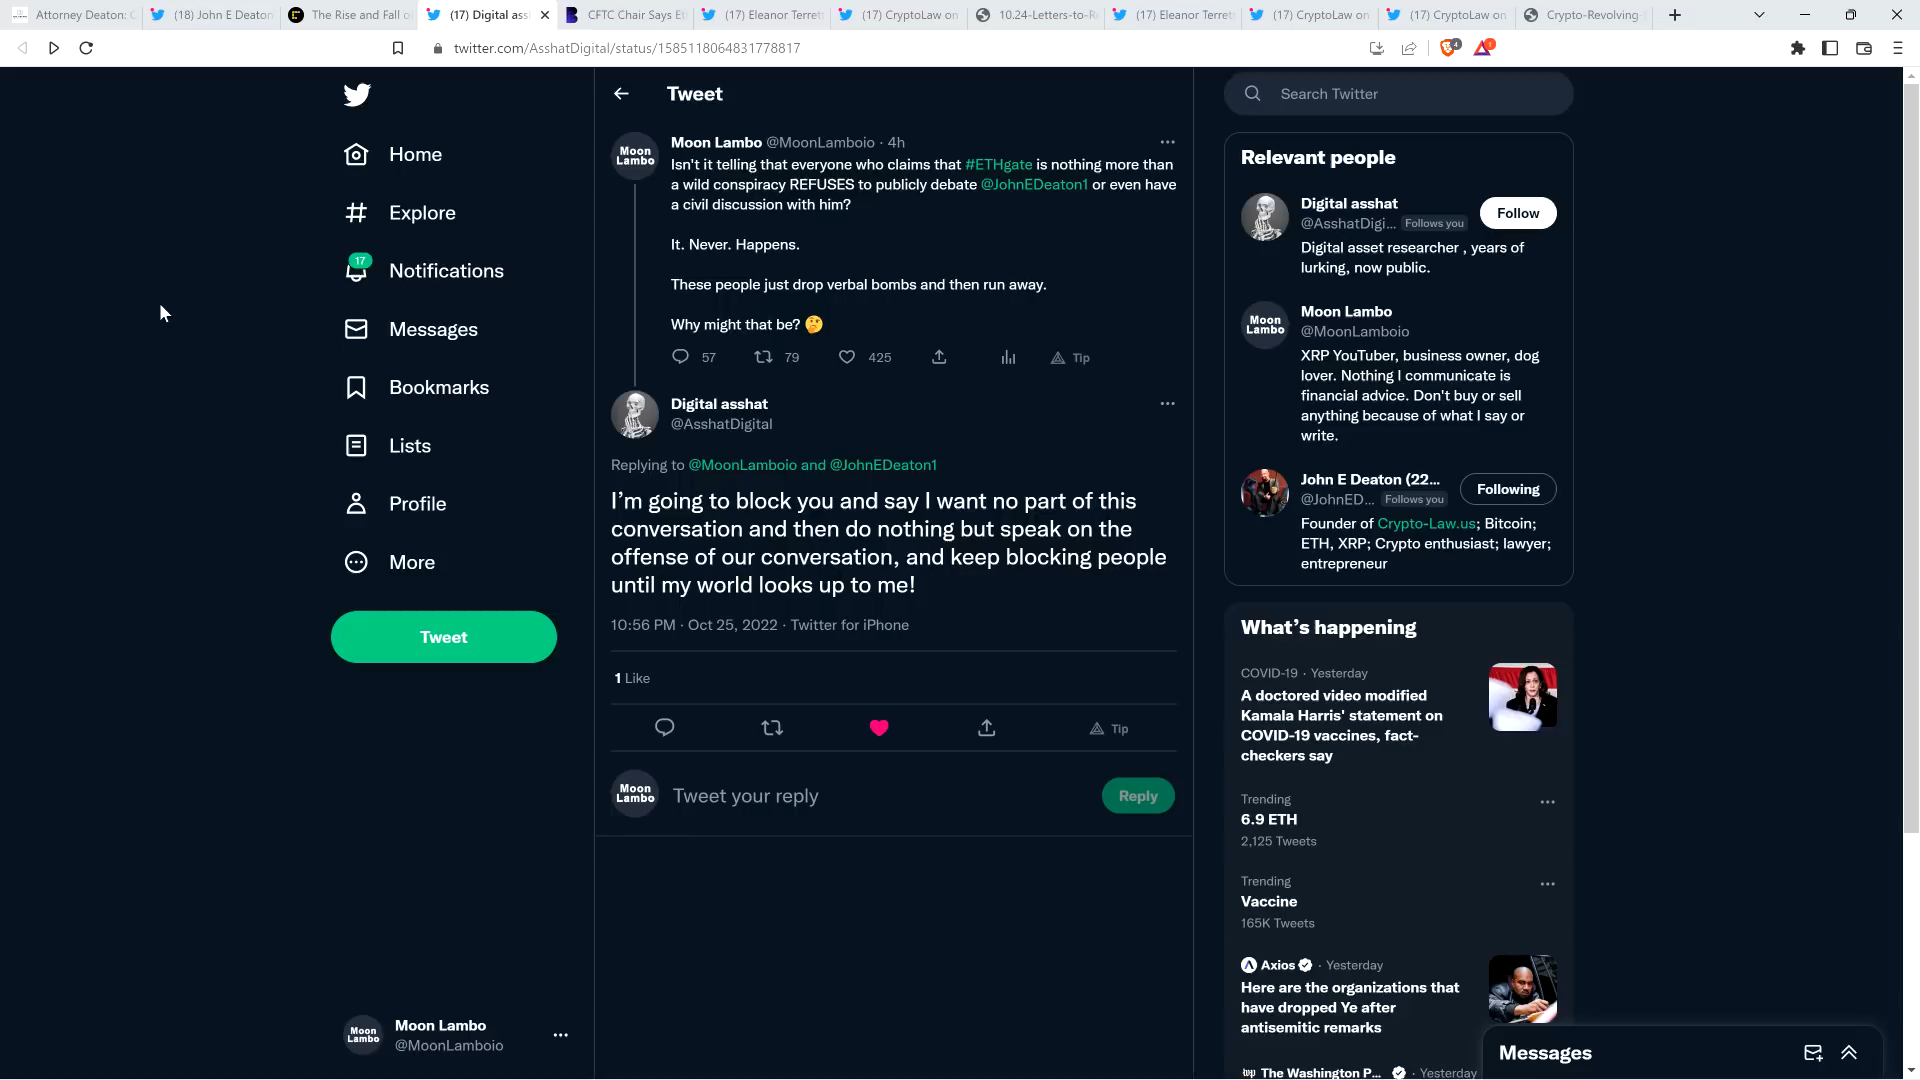 Attorney Deaton: C
(18) John E Deaton
The Rise and Fall o
(17) Digital ass
CFTC Chair Says Et
(17) Eleanor Terrett
(17) CryptoLaw on
10.24-Letters-to-R
(17) Eleanor Terrett
(17) CryptoLaw on
(17) CryptoLaw on
Crypto-Revolving-
twitter.com/AsshatDigital/status/1585118064831778817
4
1
Home
Explore
17
Notifications
Messages
Bookmarks
Lists
Profile
More
Tweet
Moon Lambo
@MoonLamboio
Moon
Lambo
Tweet
Moon
Lambo
Moon Lambo @MoonLamboio · 4h
Isn't it telling that everyone who claims that #ETHgate is nothing more than
a wild conspiracy REFUSES to publicly debate @JohnEDeaton1 or even have
a civil discussion with him?
It. Never. Happens.
These people just drop verbal bombs and then run away.
Why might that be? 🤔
57 79 425 Tip
Digital asshat
@AsshatDigital
Replying to @MoonLamboio and @JohnEDeaton1
I'm going to block you and say I want no part of this
conversation and then do nothing but speak on the
offense of our conversation, and keep blocking people
until my world looks up to me!
10:56 PM · Oct 25, 2022 · Twitter for iPhone
1 Like
Tip
Moon
Lambo
Tweet your reply
Reply
Search Twitter
Relevant people
Digital asshat
@AsshatDigi... Follows you
Follow
Digital asset researcher , years of
lurking, now public.
Moon
Lambo
Moon Lambo
@MoonLamboio
XRP YouTuber, business owner, dog
lover. Nothing I communicate is
financial advice. Don't buy or sell
anything because of what I say or
write.
John E Deaton (22...
@JohnED... Follows you
Following
Founder of Crypto-Law.us; Bitcoin;
ETH, XRP; Crypto enthusiast; lawyer;
entrepreneur
What's happening
COVID-19 · Yesterday
A doctored video modified
Kamala Harris' statement on
COVID-19 vaccines, fact-
checkers say
Trending
6.9 ETH
2,125 Tweets
Trending
Vaccine
165K Tweets
Axios · Yesterday
Here are the organizations that
have dropped Ye after
antisemitic remarks
wp The Washington P... · Yesterday
Messages